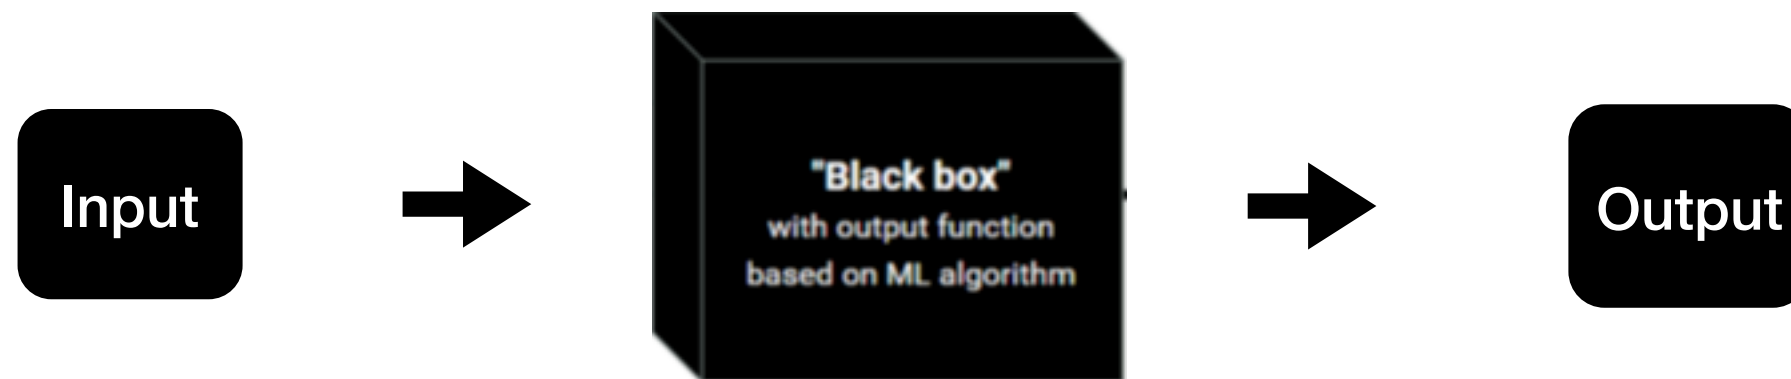 Input
"Black box"
with output function
based on ML algorithm
Output